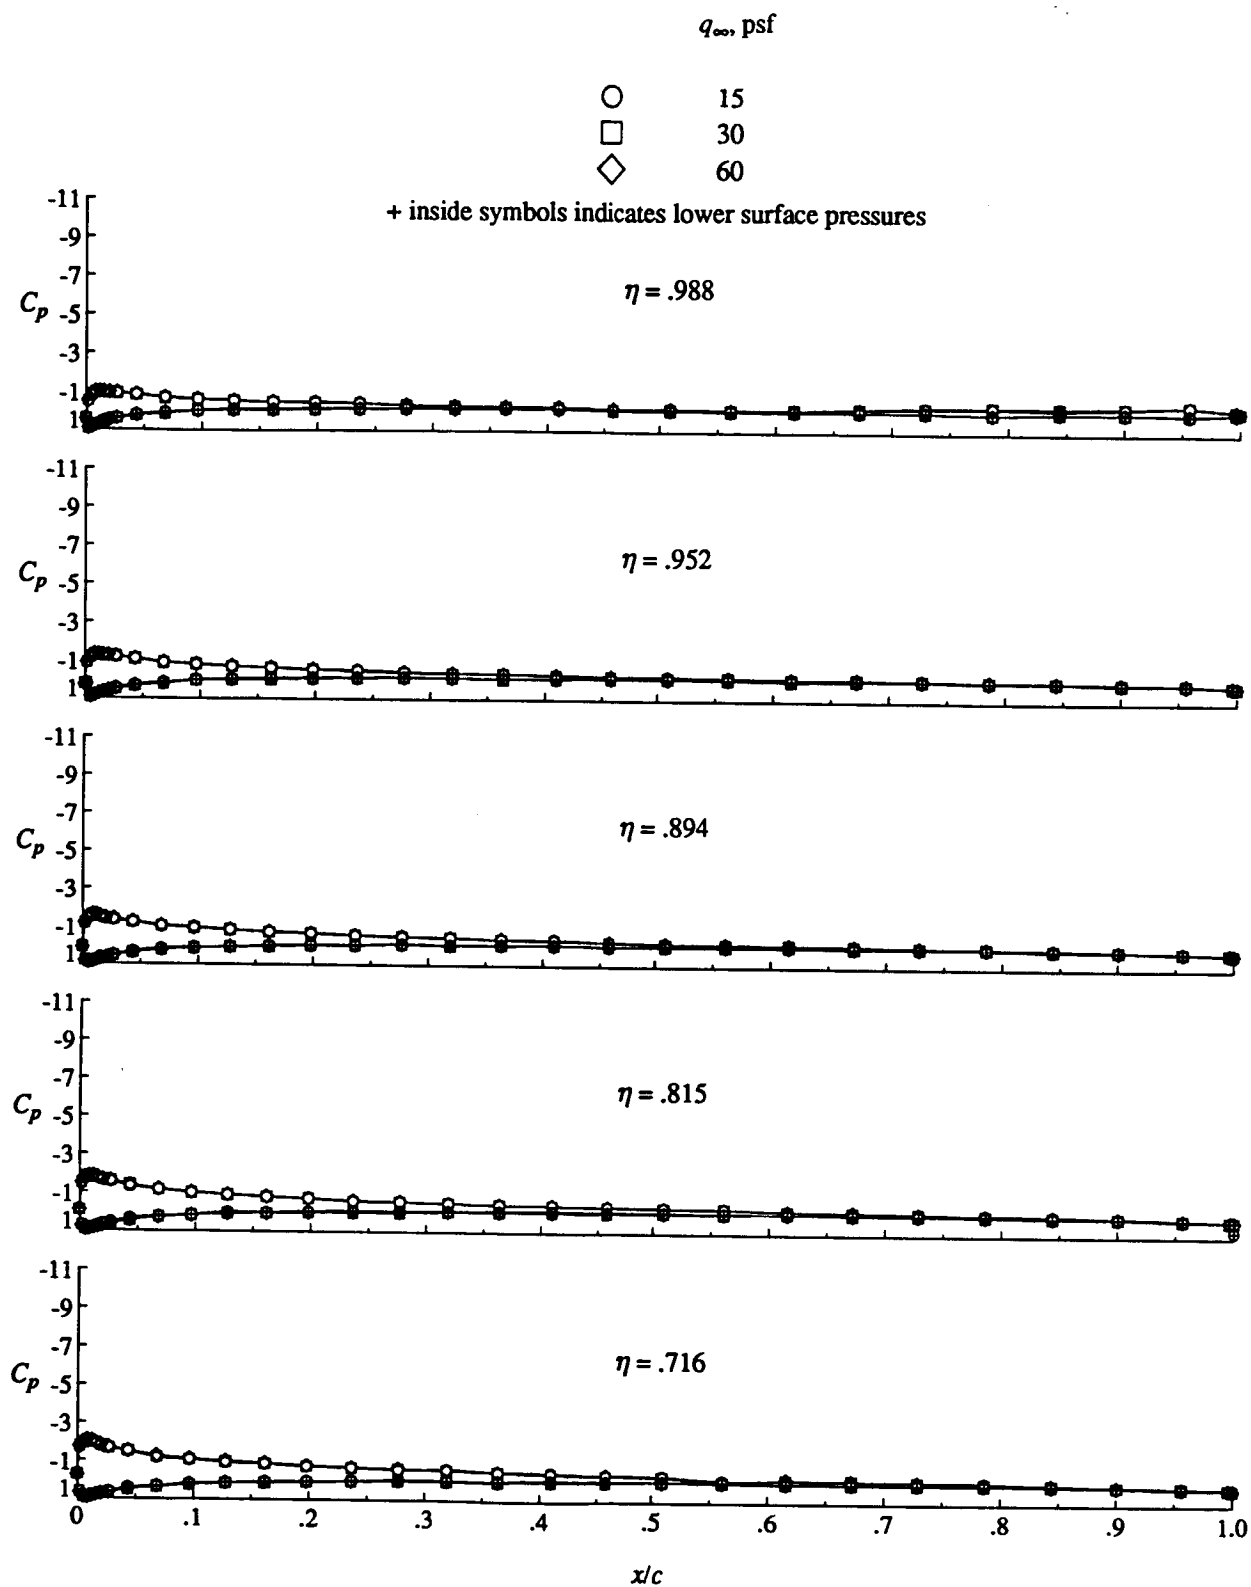 q∞, psf
15
30
60
+ inside symbols indicates lower surface pressures
-11
-9
-7
Cp -5
-3
-1
1
η = .988
-11
-9
-7
Cp -5
-3
-1
1
η = .952
-11
-9
-7
Cp -5
-3
-1
1
η = .894
-11
-9
-7
Cp -5
-3
-1
1
η = .815
-11
-9
-7
Cp -5
-3
-1
1
η = .716
0 .1 .2 .3 .4 .5 .6 .7 .8 .9 1.0
x/c